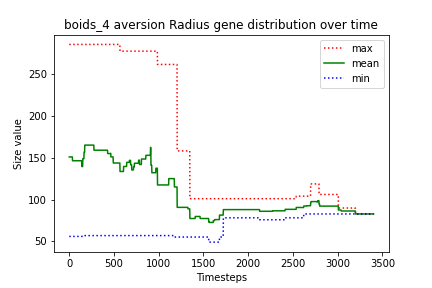 boids_4 aversion Radius gene distribution over time
max
mean
min
Size value
250
200
150
100
50
0
500
1000
1500
2000
2500
3000
3500
Timesteps